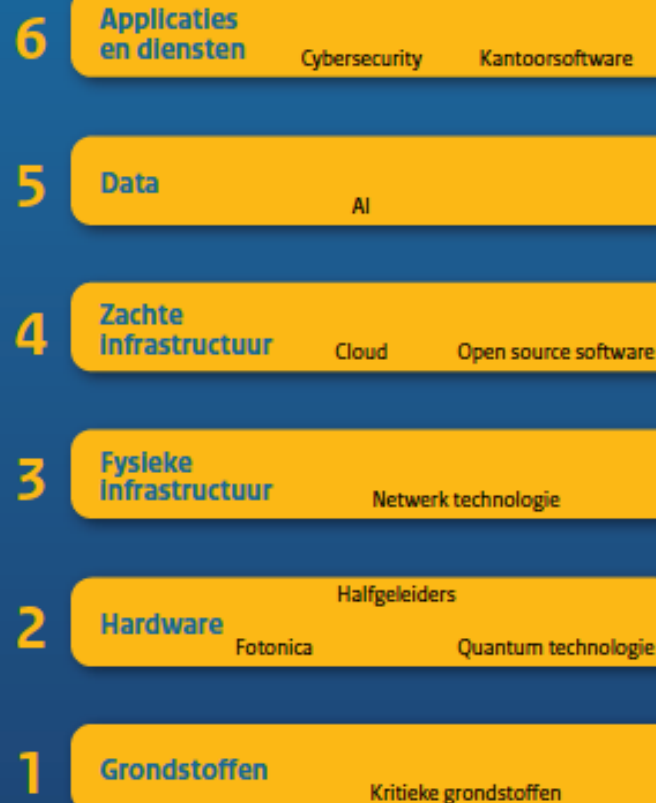 6
Applicaties
en diensten
Cybersecurity
Kantoorsoftware
5
Data
AI
4
Zachte
infrastructuur
Cloud
Open source software
3
Fysieke
infrastructuur
Netwerk technologie
2
Halfgeleiders
Hardware
Fotonica
Quantum technologie
1
Grondstoffen
Kritieke grondstoffen